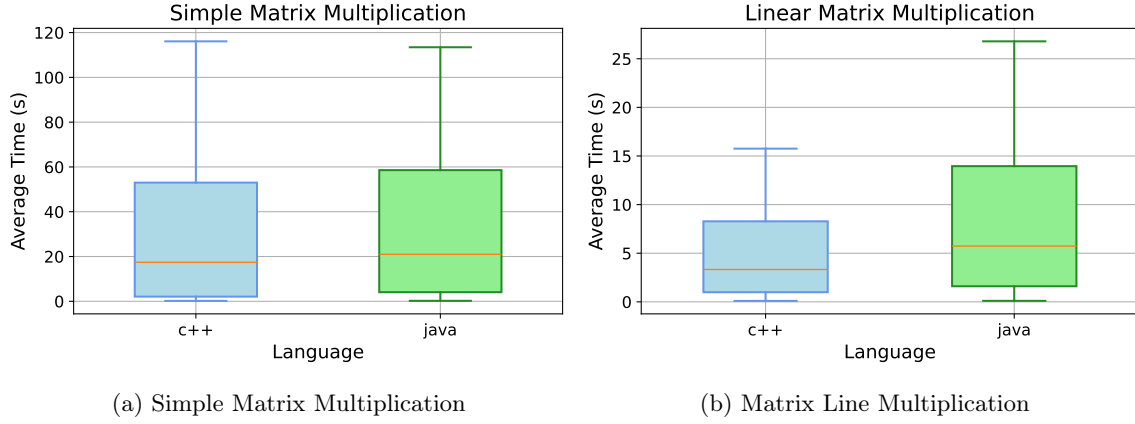 Simple Matrix Multiplication
120
100
80
60
40
20
0
Average Time (s)
c++ java
Language
(a) Simple Matrix Multiplication
Linear Matrix Multiplication
25
20
15
10
5
0
Average Time (s)
c++ java
Language
(b) Matrix Line Multiplication